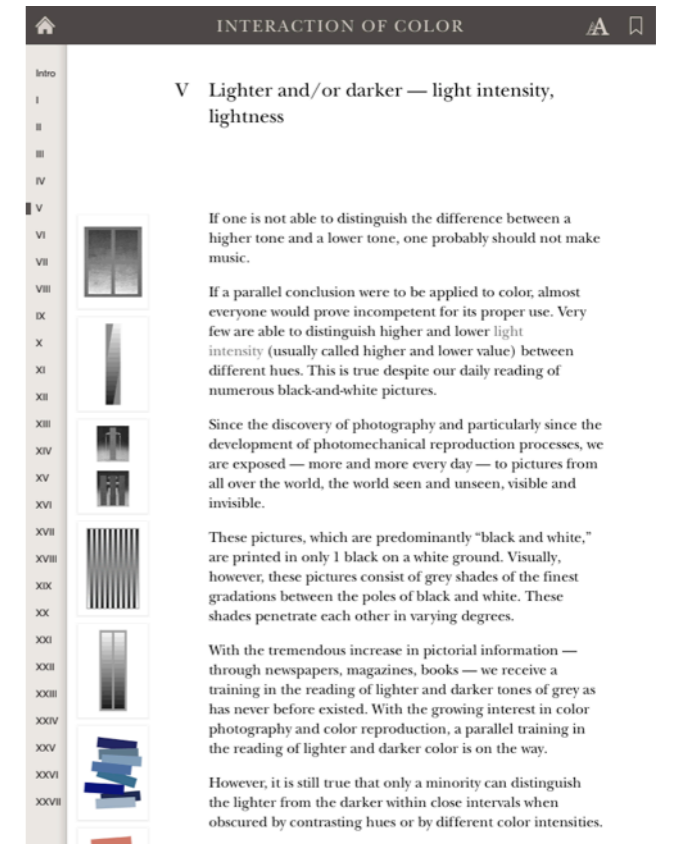 INTERACTION OF COLOR
A
Intro
I
II
III
IV
V
VI
VII
VIII
IX
X
XI
XII
XIII
XIV
XV
XVI
XVII
XVIII
XIX
XX
XXI
XXII
XXIII
XXIV
XXV
XXVI
XXVII
V Lighter and/or darker — light intensity,
lightness
If one is not able to distinguish the difference between a
higher tone and a lower tone, one probably should not make
music.
If a parallel conclusion were to be applied to color, almost
everyone would prove incompetent for its proper use. Very
few are able to distinguish higher and lower light
intensity (usually called higher and lower value) between
different hues. This is true despite our daily reading of
numerous black-and-white pictures.
Since the discovery of photography and particularly since the
development of photomechanical reproduction processes, we
are exposed — more and more every day — to pictures from
all over the world, the world seen and unseen, visible and
invisible.
These pictures, which are predominantly “black and white,”
are printed in only 1 black on a white ground. Visually,
however, these pictures consist of grey shades of the finest
gradations between the poles of black and white. These
shades penetrate each other in varying degrees.
With the tremendous increase in pictorial information —
through newspapers, magazines, books — we receive a
training in the reading of lighter and darker tones of grey as
has never before existed. With the growing interest in color
photography and color reproduction, a parallel training in
the reading of lighter and darker color is on the way.
However, it is still true that only a minority can distinguish
the lighter from the darker within close intervals when
obscured by contrasting hues or by different color intensities.